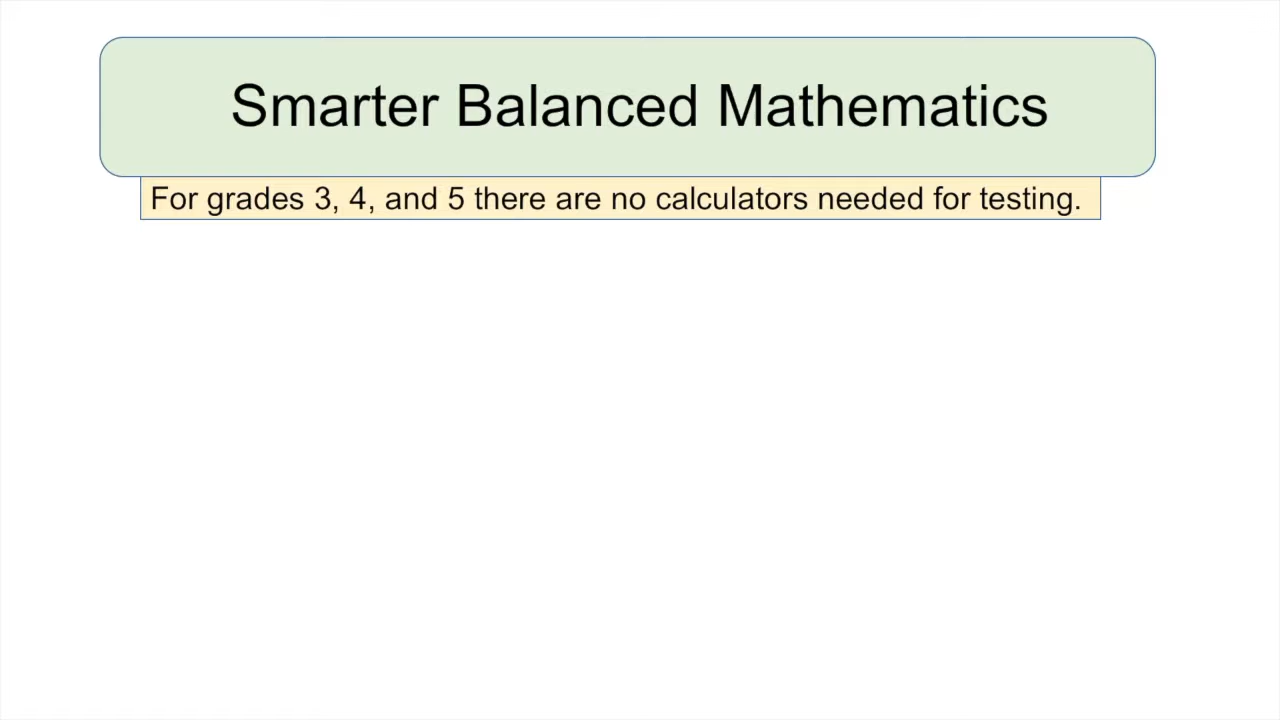 Smarter Balanced Mathematics
For grades 3, 4, and 5 there are no calculators needed for testing.